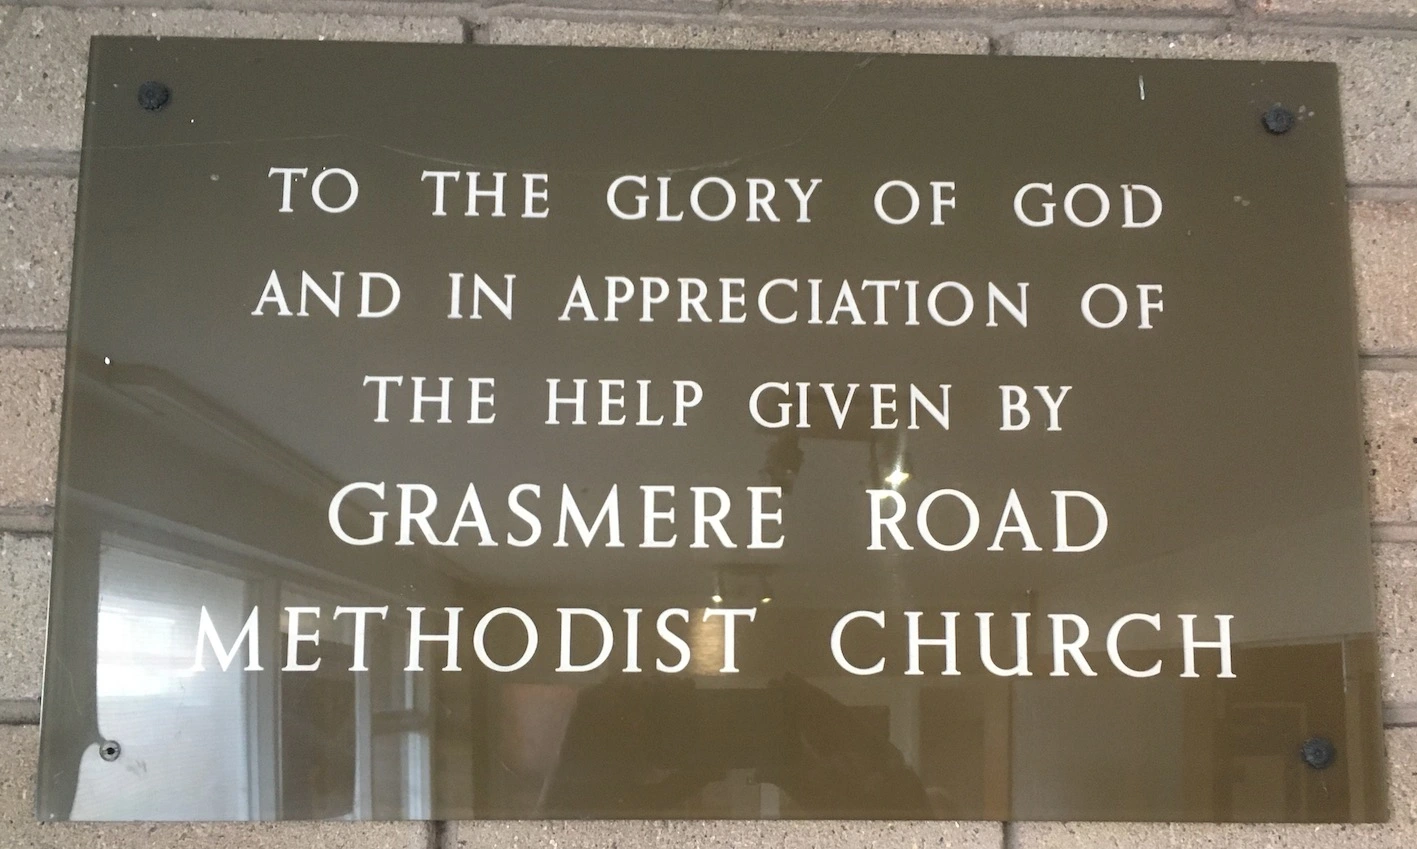 TO THE GLORY OF GOD
AND IN APPRECIATION OF
THE HELP GIVEN BY
GRASMERE ROAD
METHODIST CHURCH